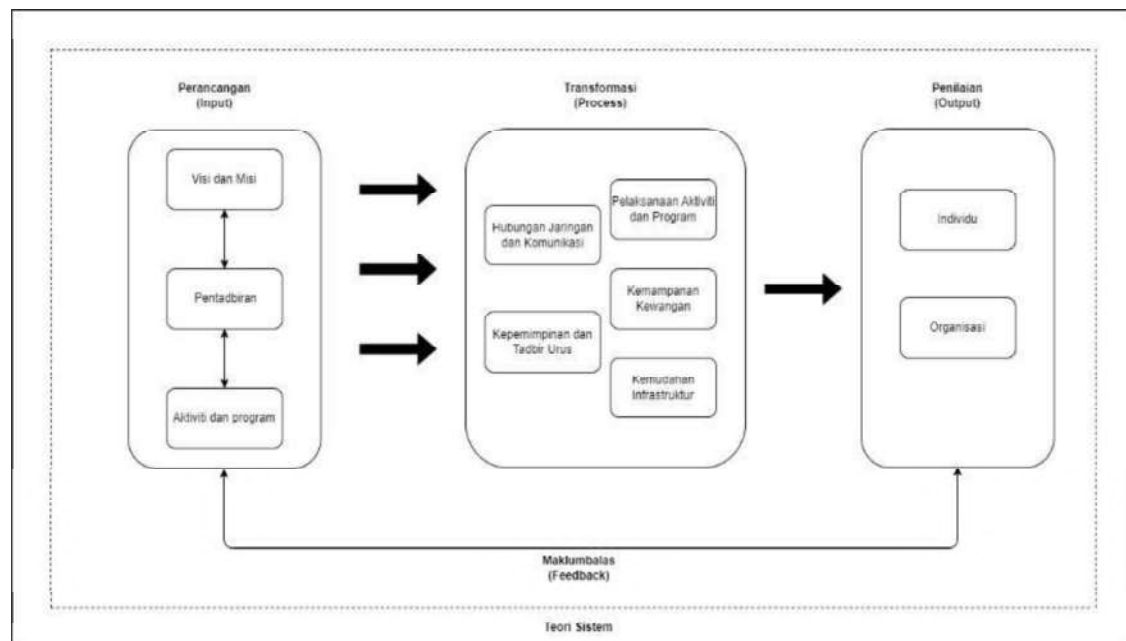 Perancangan
(Input)
Visi dan Misi
Pentadbiran
Aktiviti dan program
Transformasi
(Process)
Hubungan Jaringan
dan Komunikasi
Kepemimpinan dan
Tadbir Urus
Pelaksanaan Aktiviti
dan Program
Kemampanan
Kewangan
Kemudahan
Infrastruktur
Penilaian
(Output)
Individu
Organisasi
Maklumbalas
(Feedback)
Teori Sistem